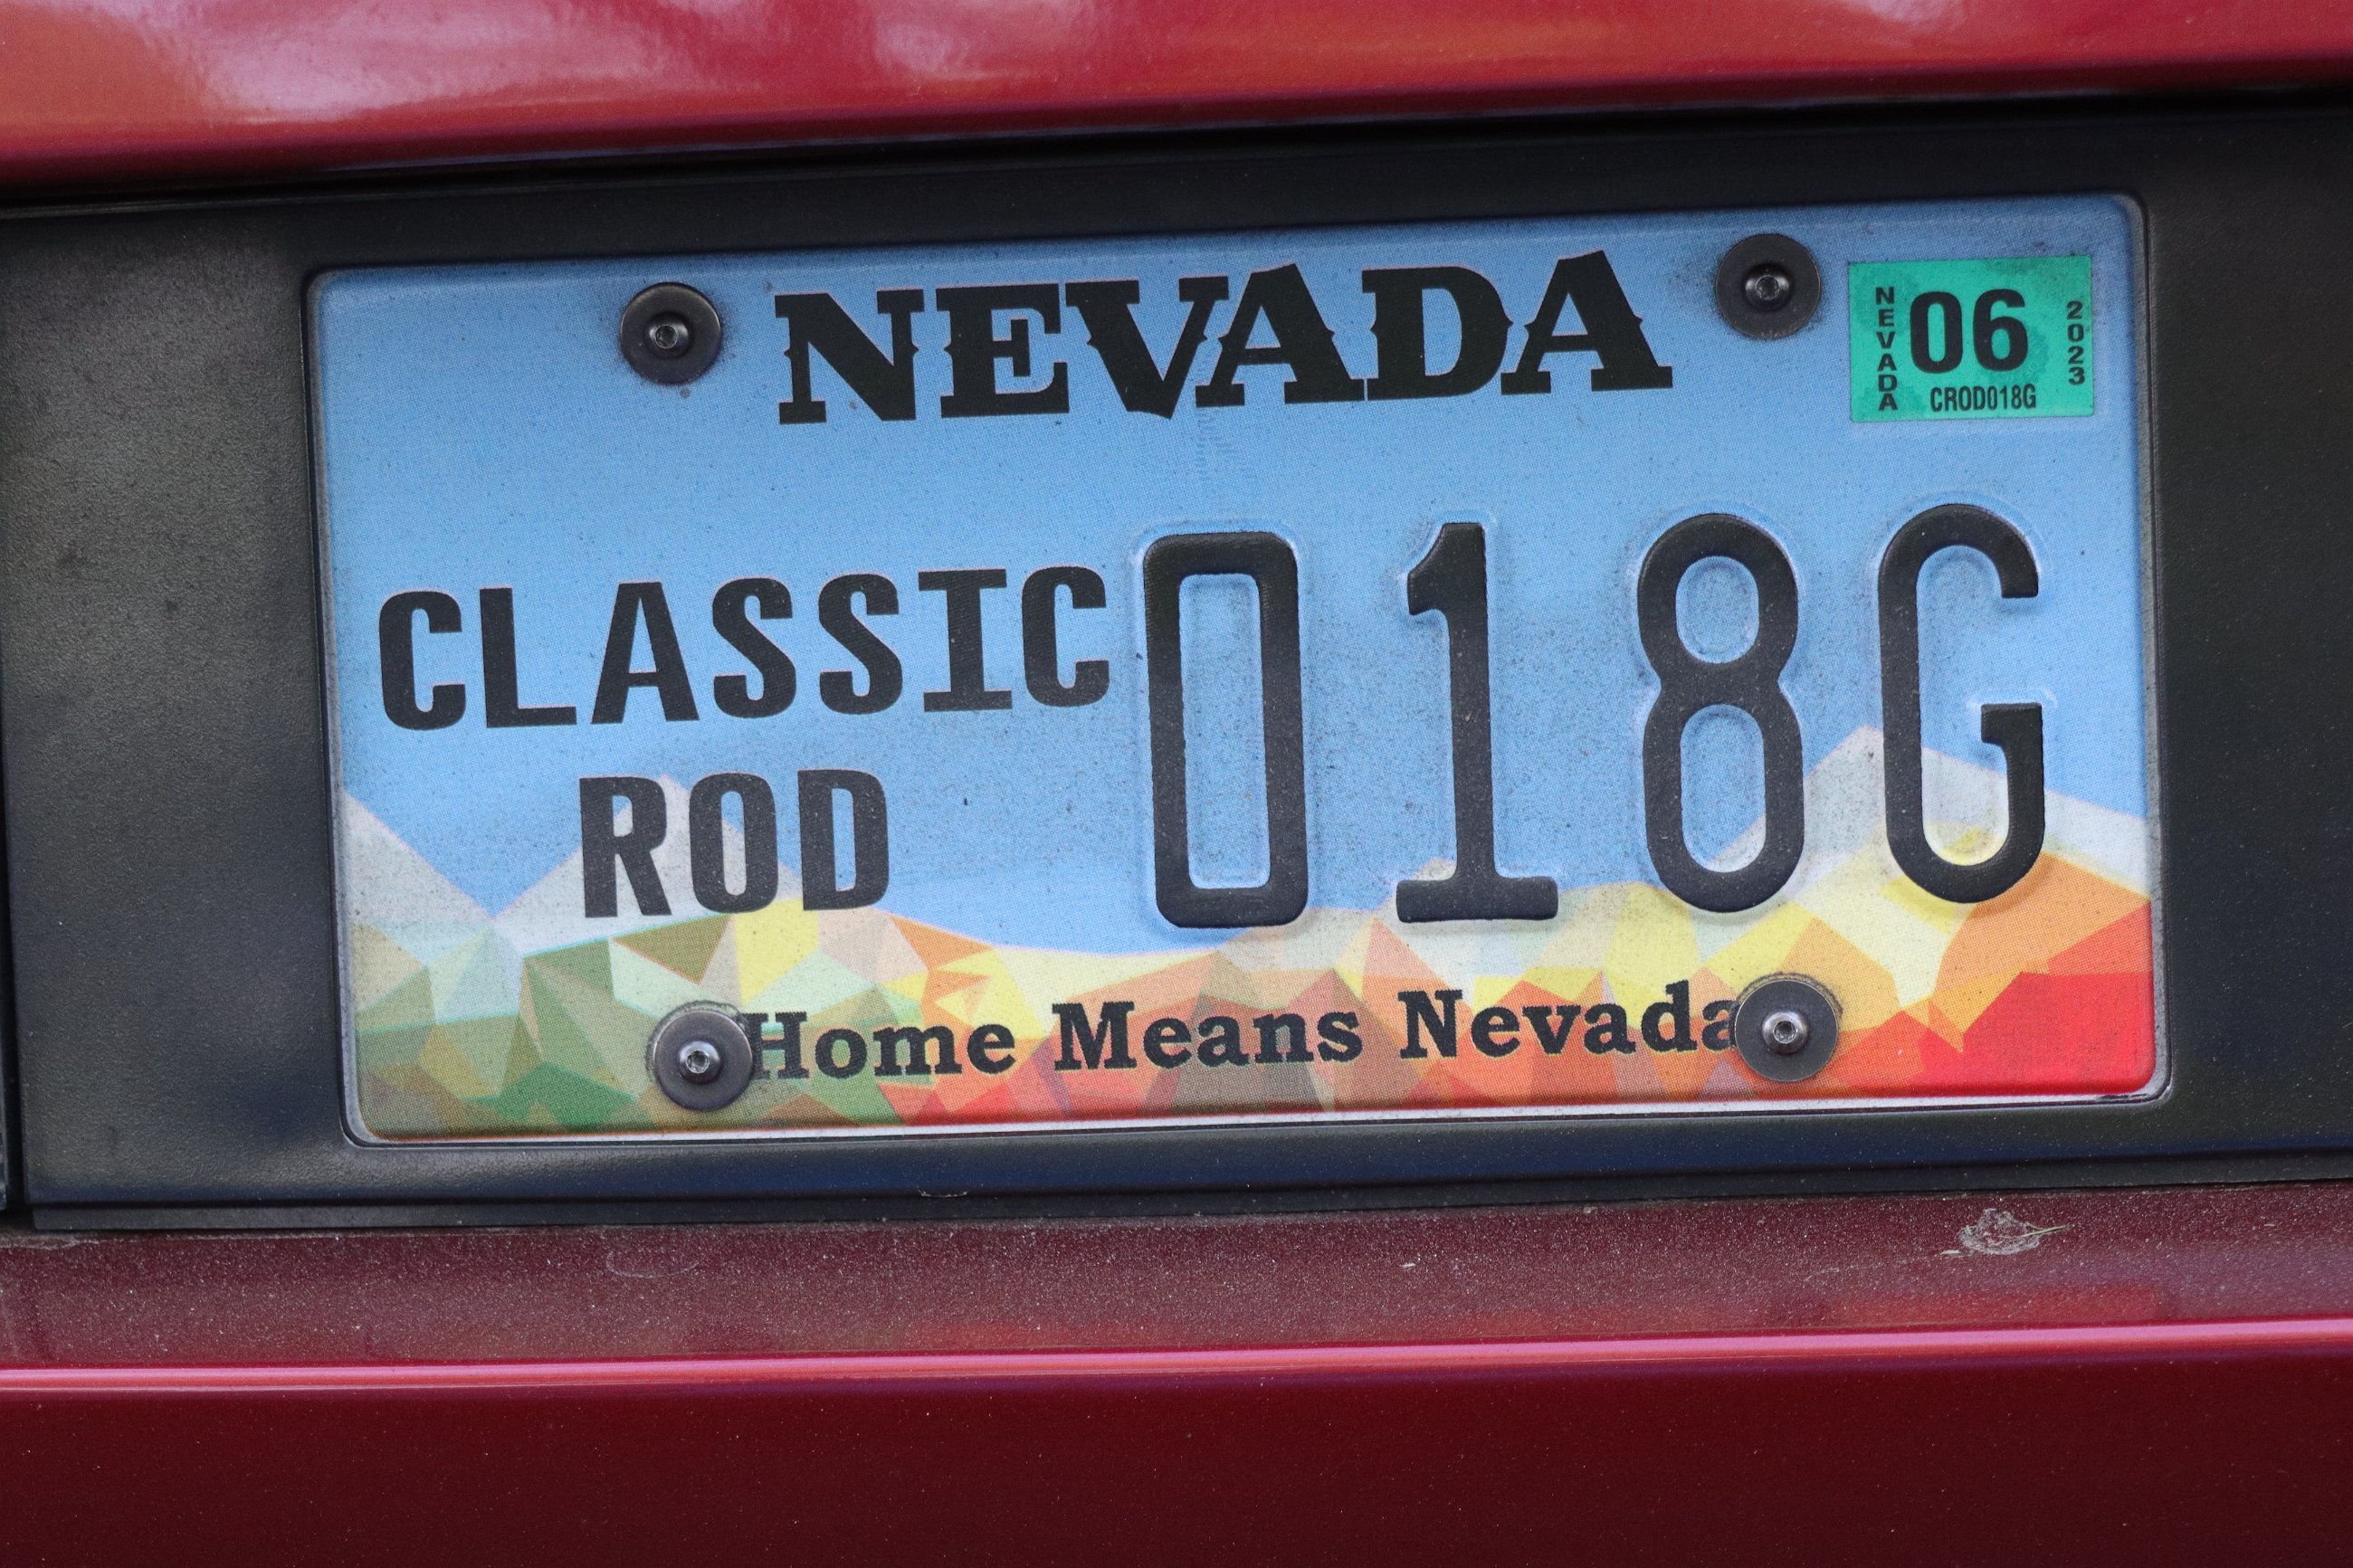 NEVADA
NEVADA
06
2023
CROD018G
CLASSIC
ROD
018G
Home Means Nevada